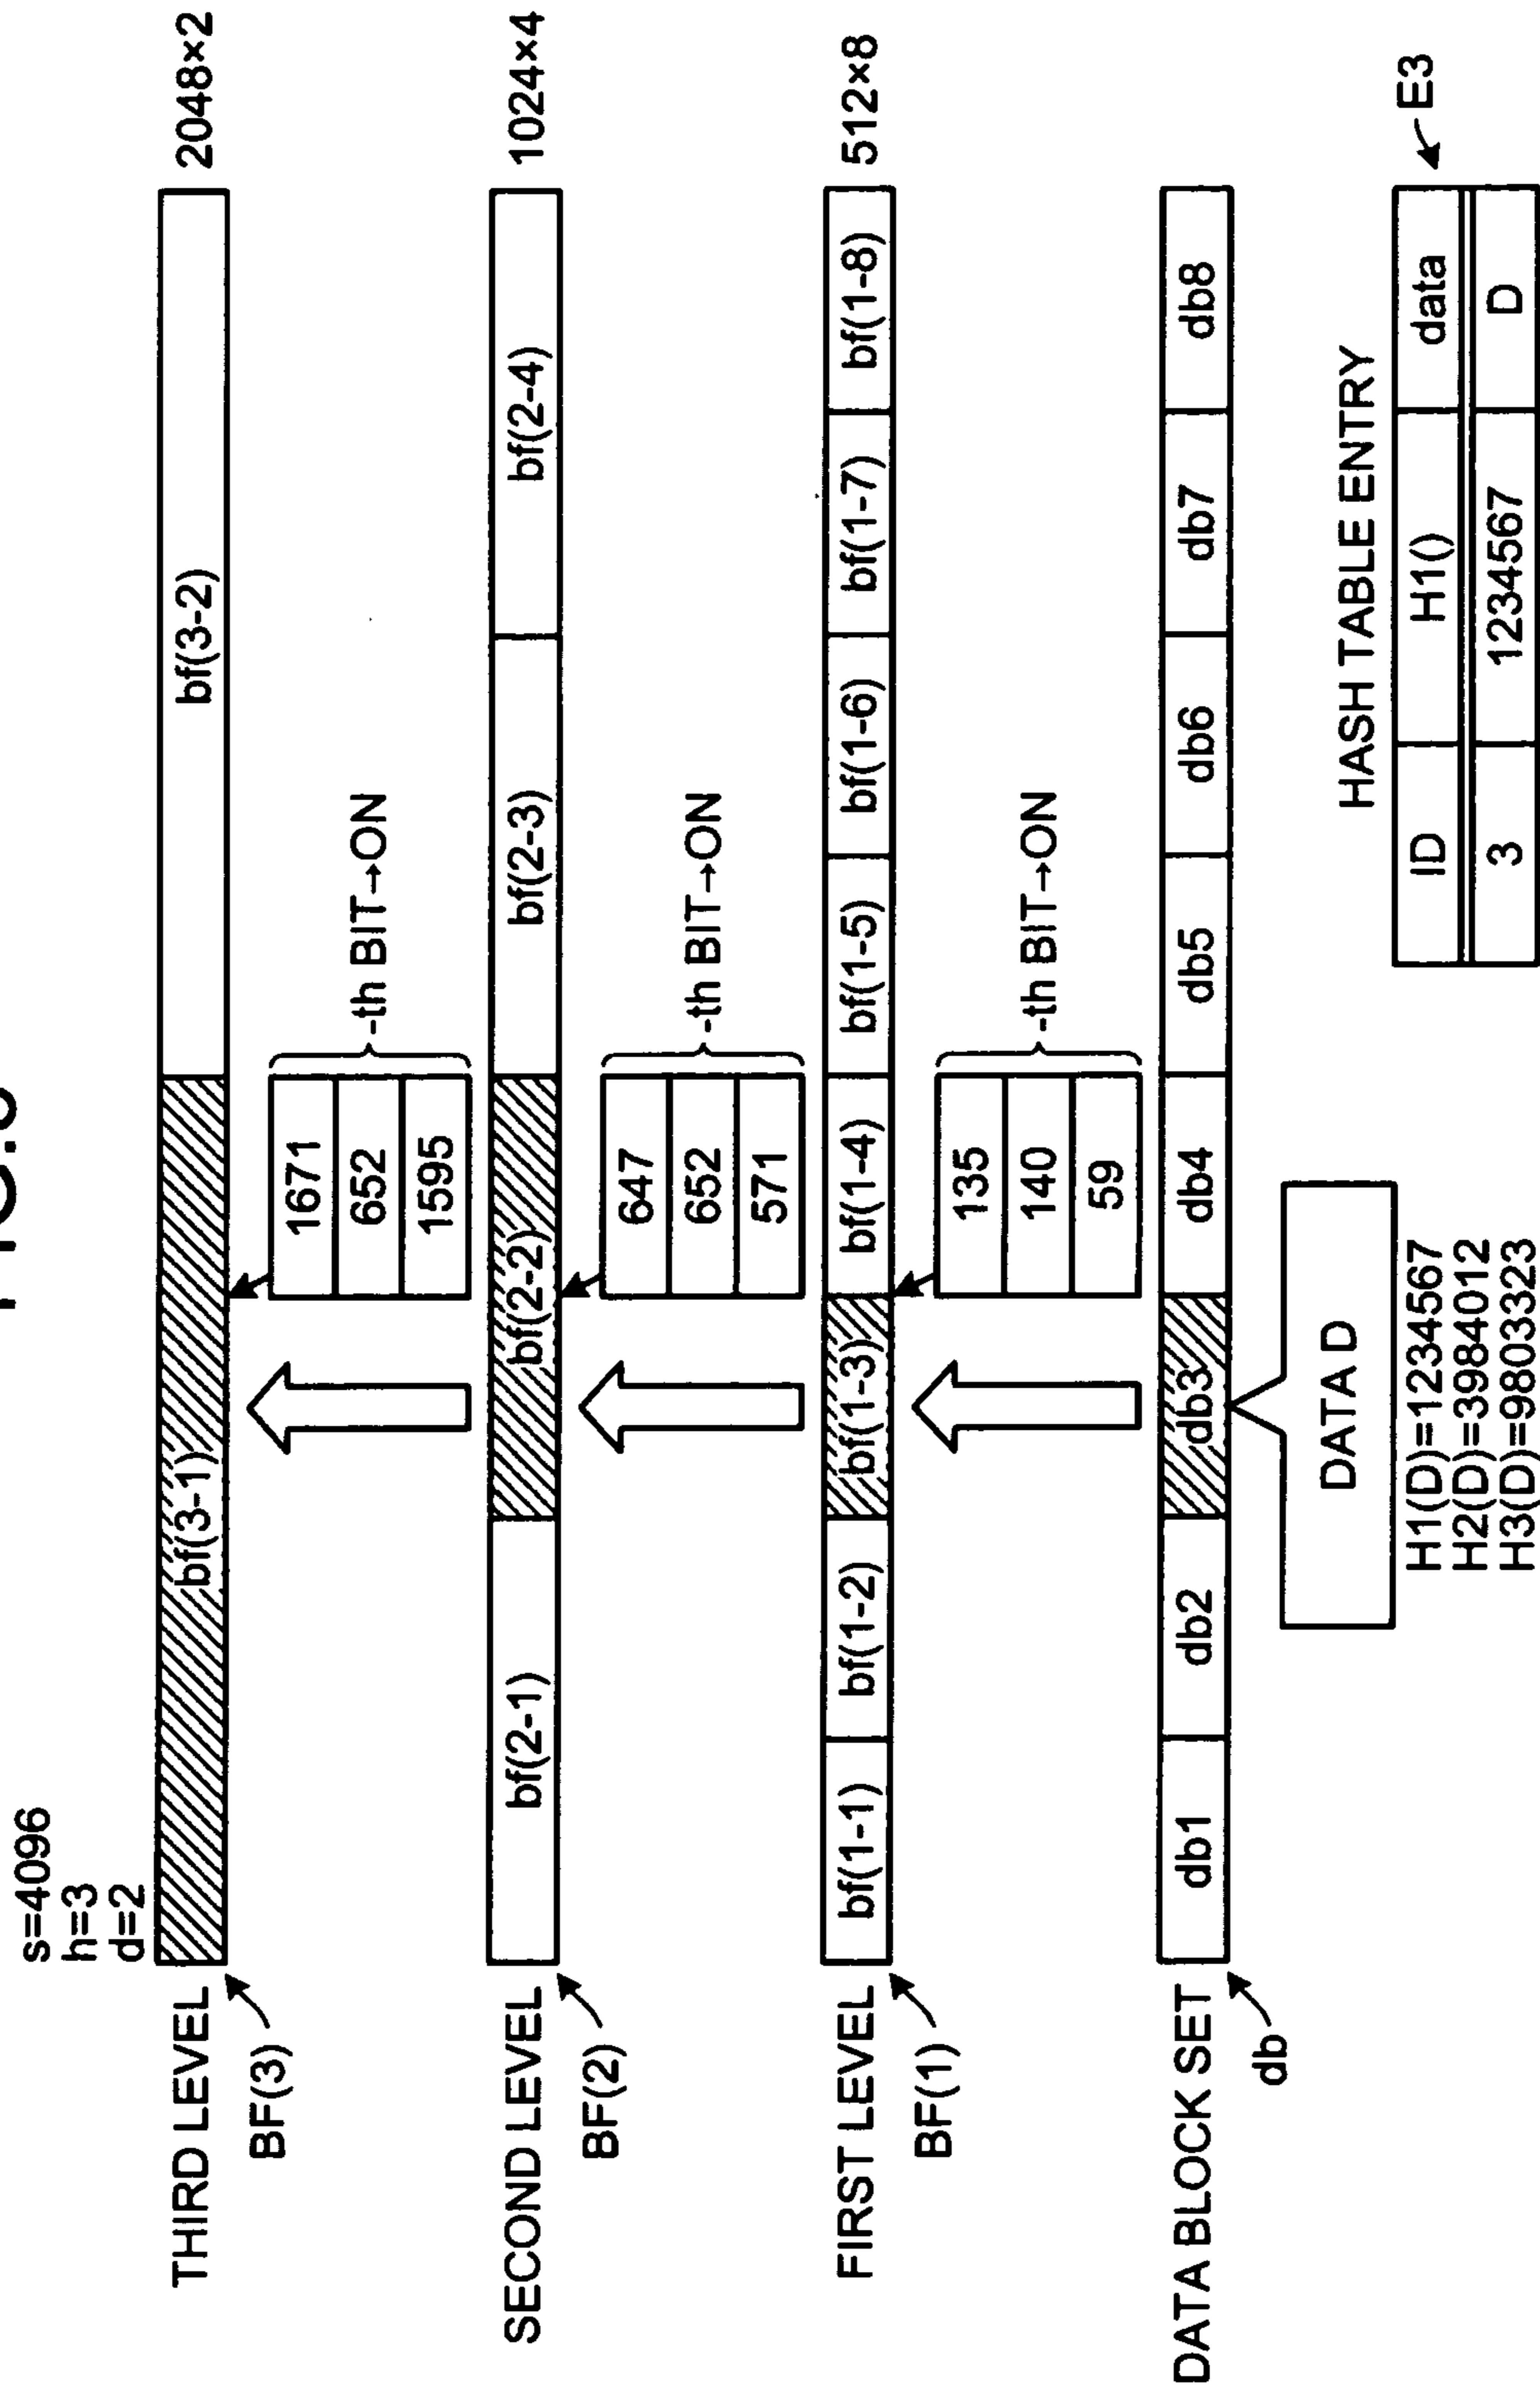 s=4096
h=3
d=2
THIRD LEVEL
BF(3)
bf(3-1)
bf(3-2)
2048×2
1671
652
1595
-th BIT→ON
SECOND LEVEL
BF(2)
bf(2-1)
bf(2-2)
bf(2-3)
bf(2-4)
1024×4
647
652
571
-th BIT→ON
FIRST LEVEL
BF(1)
bf(1-1)
bf(1-2)
bf(1-3)
bf(1-4)
bf(1-5)
bf(1-6)
bf(1-7)
bf(1-8)
512×8
135
140
59
-th BIT→ON
DATA BLOCK SET
db
db1
db2
db3
db4
db5
db6
db7
db8
DATA D
H1(D)=1234567
H2(D)=3984012
H3(D)=9803323
HASH TABLE ENTRY
E3
ID
H1()
data
3
1234567
D